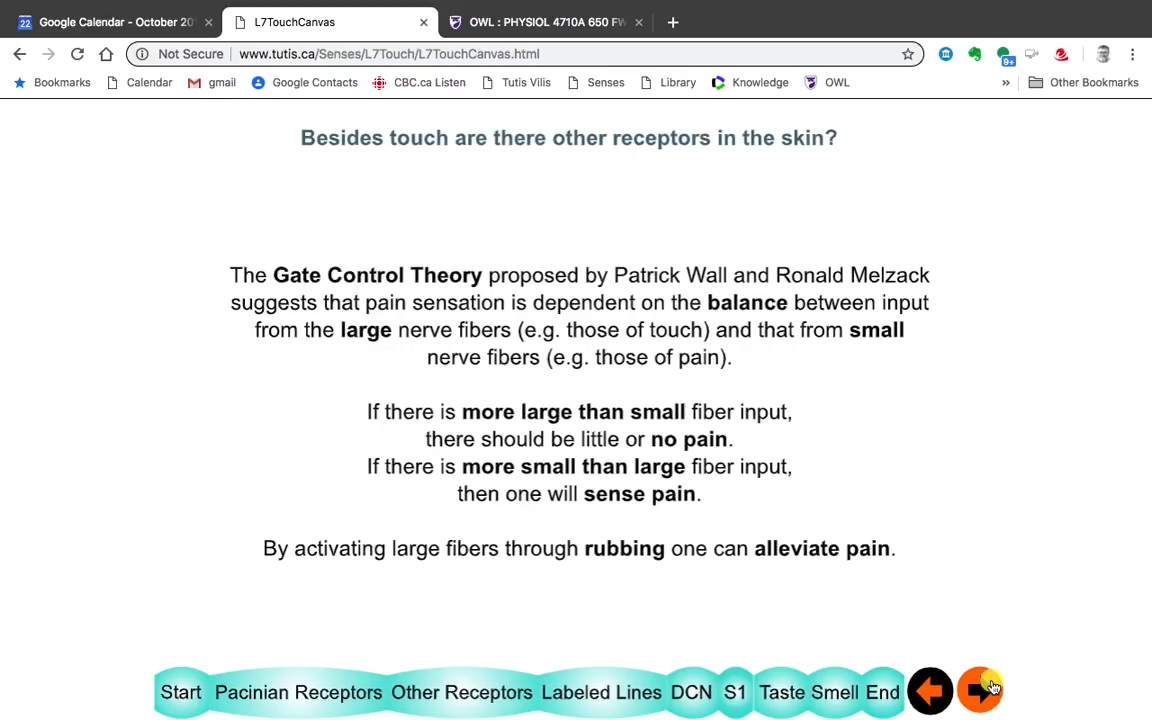 22 Google Calendar - October 20
L7TouchCanvas
OWL : PHYSIOL 4710A 650 FW
Not Secure | www.tutis.ca/Senses/L7Touch/L7TouchCanvas.html
9+
Bookmarks Calendar gmail Google Contacts CBC.ca Listen Tutis Vilis Senses Library Knowledge OWL » Other Bookmarks
Besides touch are there other receptors in the skin?
The Gate Control Theory proposed by Patrick Wall and Ronald Melzack
suggests that pain sensation is dependent on the balance between input
from the large nerve fibers (e.g. those of touch) and that from small
nerve fibers (e.g. those of pain).
If there is more large than small fiber input,
there should be little or no pain.
If there is more small than large fiber input,
then one will sense pain.
By activating large fibers through rubbing one can alleviate pain.
Start Pacinian Receptors Other Receptors Labeled Lines DCN S1 Taste Smell End